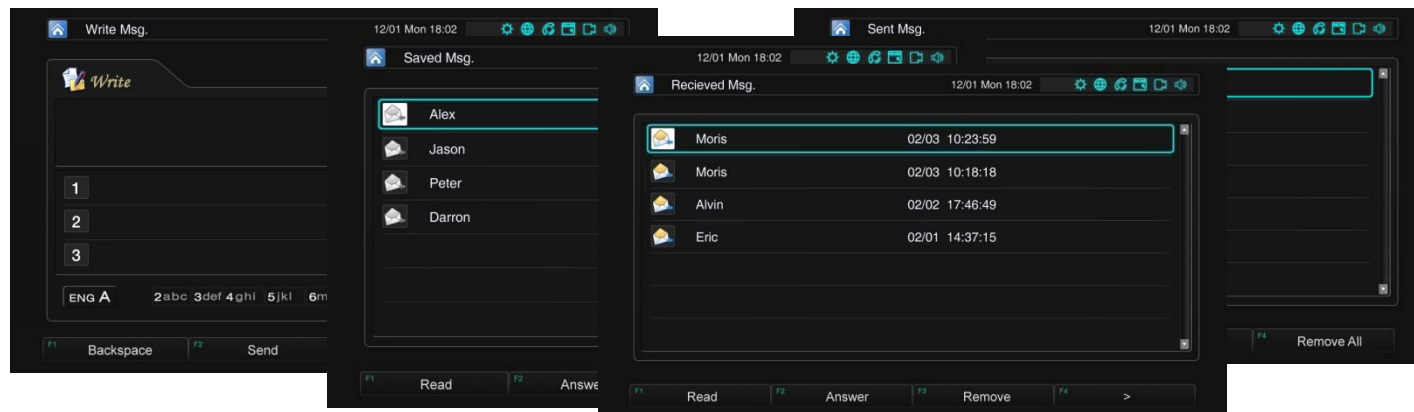 Write Msg.
12/01 Mon 18:02
Write
1
2
3
ENG A 2abc 3def 4ghi 5jkl 6m
F1 Backspace F2 Send
Saved Msg.
12/01 Mon 18:02
Alex
Jason
Peter
Darron
F1 Read F2 Answe
Recieved Msg.
12/01 Mon 18:02
Moris 02/03 10:23:59
Moris 02/03 10:18:18
Alvin 02/02 17:46:49
Eric 02/01 14:37:15
F1 Read F2 Answer F3 Remove F4 >
Sent Msg.
12/01 Mon 18:02
F4 Remove All